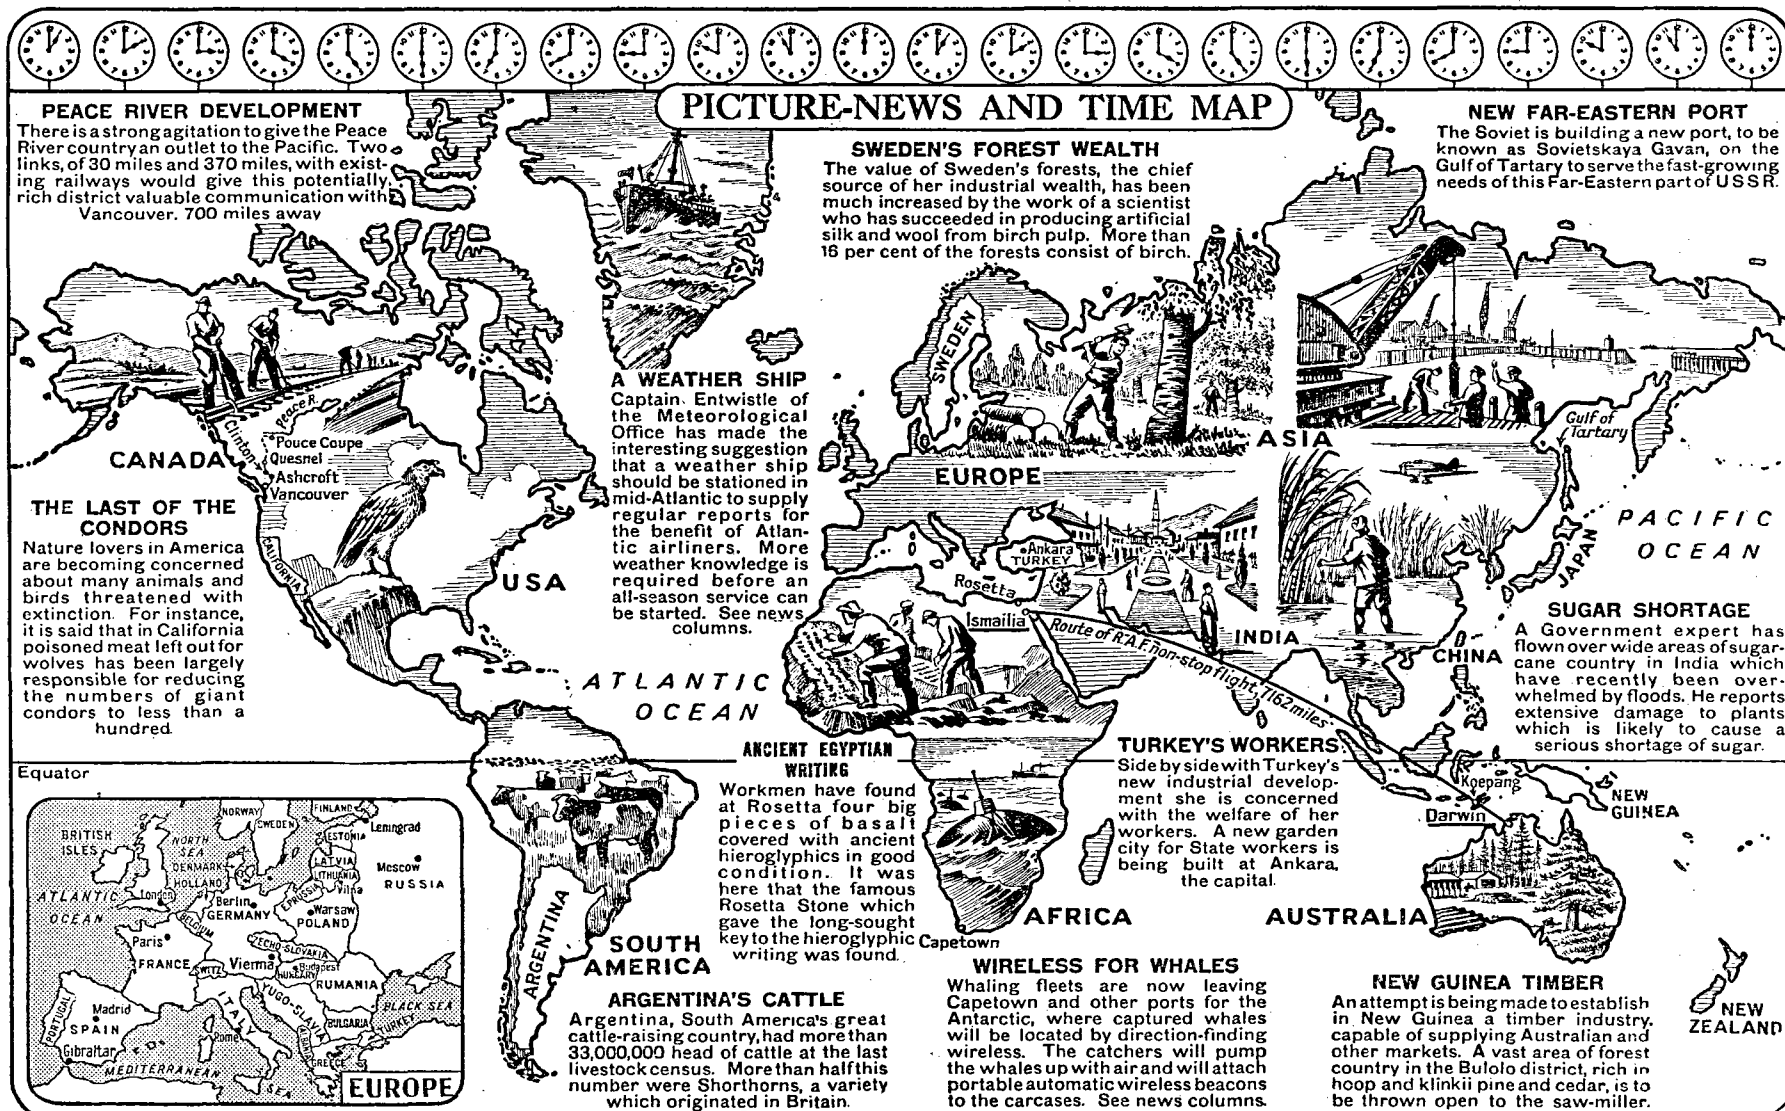 PICTURE-NEWS AND TIME MAP
PEACE RIVER DEVELOPMENT
There is a strong agitation to give the Peace
River country an outlet to the Pacific. Two
links, of 30 miles and 370 miles, with exist-
ing railways would give this potentially
rich district valuable communication with
Vancouver. 700 miles away
SWEDEN'S FOREST WEALTH
The value of Sweden's forests, the chief
source of her industrial wealth, has been
much increased by the work of a scientist
who has succeeded in producing artificial
silk and wool from birch pulp. More than
16 per cent of the forests consist of birch.
NEW FAR-EASTERN PORT
The Soviet is building a new port, to be
known as Sovietskaya Gavan, on the
Gulf of Tartary to serve the fast-growing
needs of this Far-Eastern part of USSR.
A WEATHER SHIP
Captain Entwistle of
the Meteorological
Office has made the
interesting suggestion
that a weather ship
should be stationed in
mid-Atlantic to supply
regular reports for
the benefit of Atlan-
tic airliners. More
weather knowledge is
required before an
all-season service can
be started. See news
columns.
Peace R.
Clinton
Pouce Coupe
Quesnel
Ashcroft
Vancouver
CANADA
CALIFORNIA
USA
THE LAST OF THE
CONDORS
Nature lovers in America
are becoming concerned
about many animals and
birds threatened with
extinction. For instance,
it is said that in California
poisoned meat left out for
wolves has been largely
responsible for reducing
the numbers of giant
condors to less than a
hundred
SWEDEN
EUROPE
ASIA
Gulf of
Tartary
PACIFIC
OCEAN
JAPAN
Ankara
TURKEY
Rosetta
Ismailia
Route of R.A.F. non-stop flight, 7162 miles
INDIA
CHINA
ATLANTIC
OCEAN
SUGAR SHORTAGE
A Government expert has
flown over wide areas of sugar-
cane country in India which
have recently been over-
whelmed by floods. He reports
extensive damage to plants
which is likely to cause a
serious shortage of sugar.
Equator
ANCIENT EGYPTIAN
WRITING
Workmen have found
at Rosetta four big
pieces of basalt
covered with ancient
hieroglyphics in good
condition. It was
here that the famous
Rosetta Stone which
gave the long-sought
key to the hieroglyphic
writing was found.
TURKEY'S WORKERS
Side by side with Turkey's
new industrial develop-
ment she is concerned
with the welfare of her
workers. A new garden
city for State workers is
being built at Ankara,
the capital.
Koepang
Darwin
NEW
GUINEA
AFRICA
Capetown
AUSTRALIA
NEW
ZEALAND
SOUTH
AMERICA
ARGENTINA
ARGENTINA'S CATTLE
Argentina, South America's great
cattle-raising country, had more than
33,000,000 head of cattle at the last
livestock census. More than half this
number were Shorthorns, a variety
which originated in Britain.
WIRELESS FOR WHALES
Whaling fleets are now leaving
Capetown and other ports for the
Antarctic, where captured whales
will be located by direction-finding
wireless. The catchers will pump
the whales up with air and will attach
portable automatic wireless beacons
to the carcases. See news columns.
NEW GUINEA TIMBER
An attempt is being made to establish
in New Guinea a timber industry,
capable of supplying Australian and
other markets. A vast area of forest
country in the Bulolo district, rich in
hoop and klinkii pine and cedar, is to
be thrown open to the saw-miller.
BRITISH
ISLES
NORTH
SEA
NORWAY
SWEDEN
FINLAND
Leningrad
ESTONIA
LATVIA
LITHUANIA
Vilna
Moscow
RUSSIA
DENMARK
HOLLAND
E. PRUSSIA
London
Berlin
GERMANY
Warsaw
POLAND
ATLANTIC
OCEAN
BELGIUM
Paris
FRANCE
CZECHO-SLOVAKIA
SWITZ
Vienna
Budapest
HUNGARY
RUMANIA
YUGO-SLAVIA
ITALY
Rome
BLACK SEA
BULGARIA
TURKEY
ALBANIA
GREECE
PORTUGAL
Madrid
SPAIN
Gibraltar
MEDITERRANEAN
SEA
EUROPE